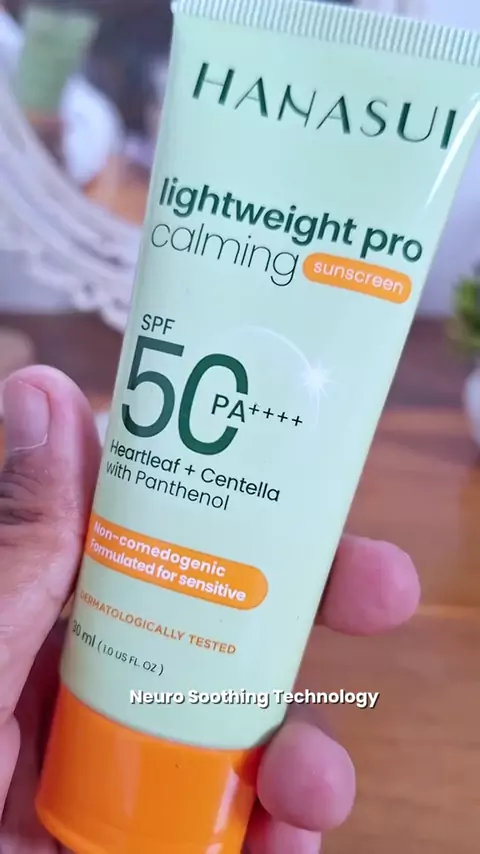 HANASUI
lightweight pro
calming sunscreen
SPF
50
PA++++
Heartleaf + Centella
with Panthenol
Non-comedogenic
Formulated for sensitive
DERMATOLOGICALLY TESTED
30 ml (1.0 US FL. OZ)
Neuro Soothing Technology